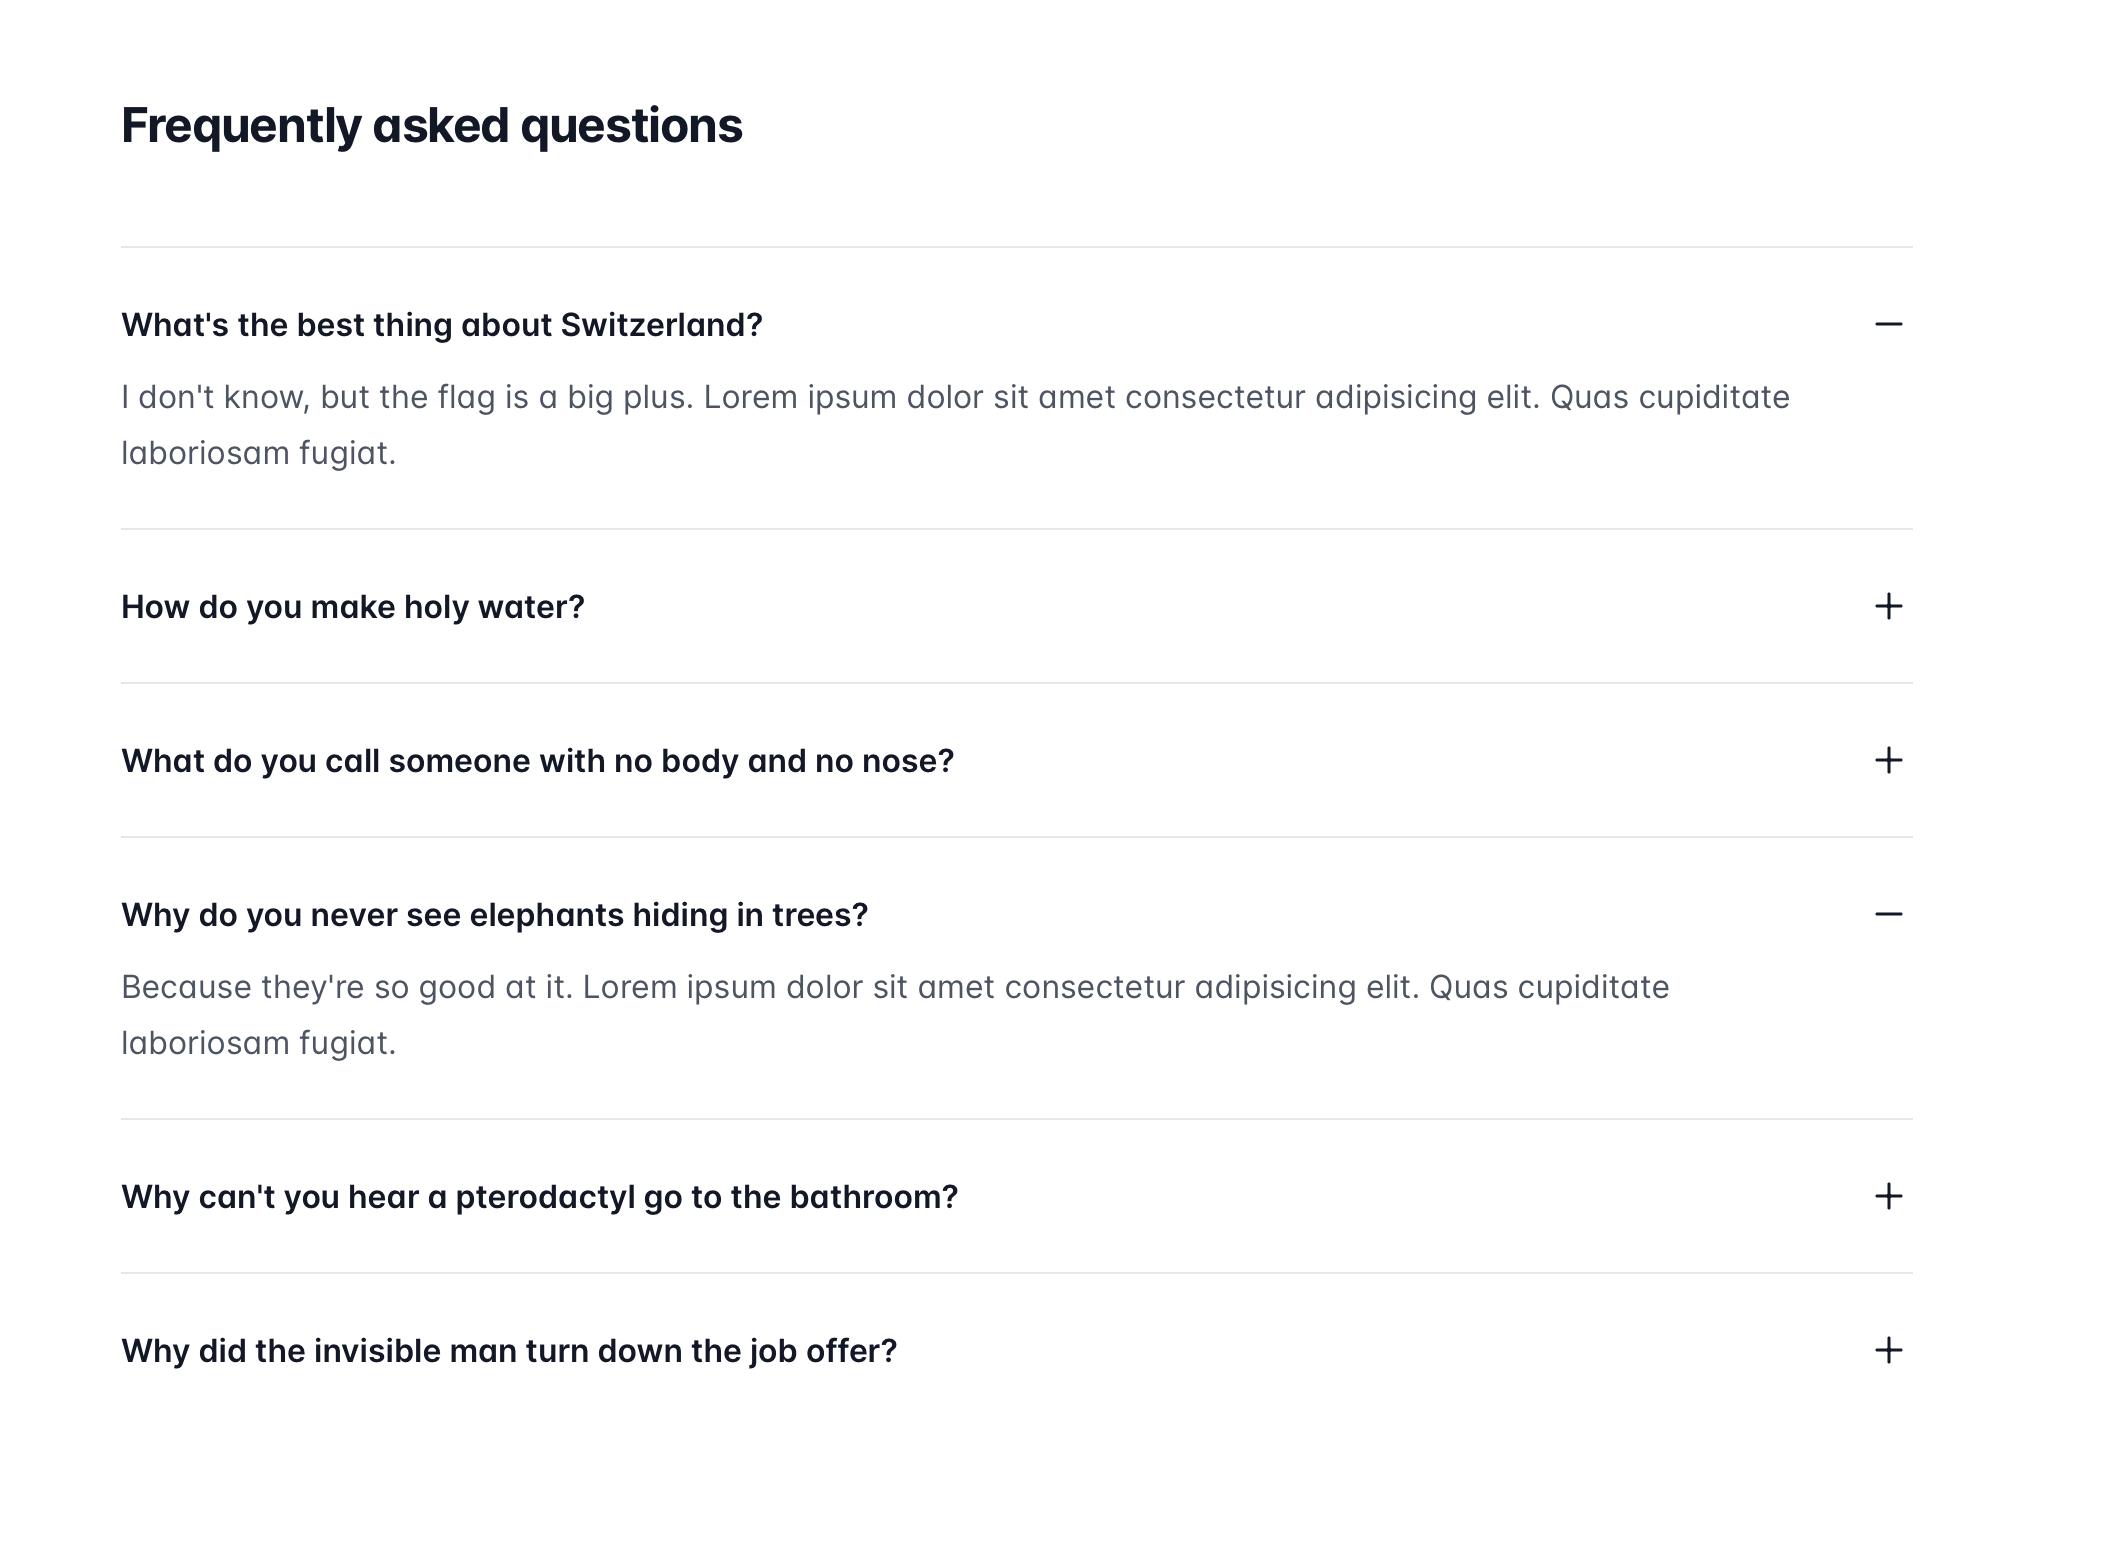 Frequently asked questions
What's the best thing about Switzerland?
I don't know, but the flag is a big plus. Lorem ipsum dolor sit amet consectetur adipisicing elit. Quas cupiditate
laboriosam fugiat.
How do you make holy water?
What do you call someone with no body and no nose?
Why do you never see elephants hiding in trees?
Because they're so good at it. Lorem ipsum dolor sit amet consectetur adipisicing elit. Quas cupiditate
laboriosam fugiat.
Why can't you hear a pterodactyl go to the bathroom?
Why did the invisible man turn down the job offer?